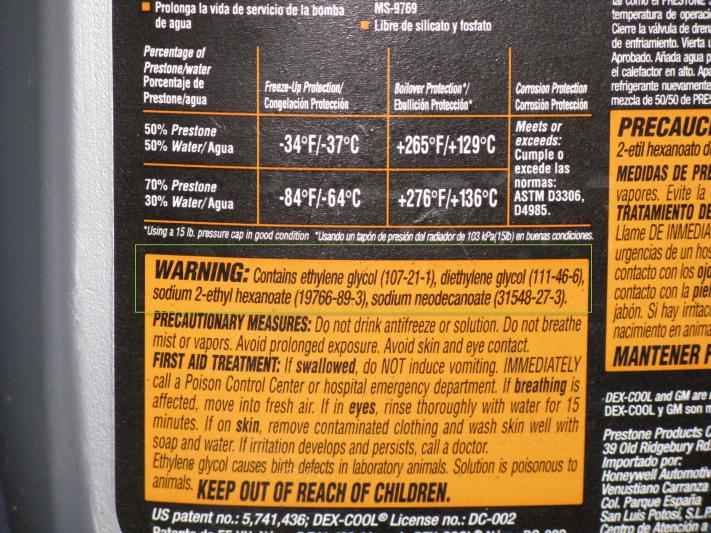 Prolonga la vida de servicio de la bomba
de agua
MS-9769
Libre de silicato y fosfato
Percentage of
Prestone/water
Porcentaje de
Prestone/agua
Freeze-Up Protection/
Congelación Protección
Boilover Protection*/
Ebullición Protección*
Corrosion Protection
Corrosión Protección
50% Prestone
50% Water/Agua
-34°F/-37°C
+265°F/+129°C
Meets or
exceeds:
Cumple o
excede las
normas:
ASTM D3306,
D4985.
70% Prestone
30% Water/Agua
-84°F/-64°C
+276°F/+136°C
*Using a 15 lb. pressure cap in good condition *Usando un tapón de presión del radiador de 103 kPa(15lb) en buenas condiciones.
WARNING: Contains ethylene glycol (107-21-1), diethylene glycol (111-46-6),
sodium 2-ethyl hexanoate (19766-89-3), sodium neodecanoate (31548-27-3).
PRECAUTIONARY MEASURES: Do not drink antifreeze or solution. Do not breathe
mist or vapors. Avoid prolonged exposure. Avoid skin and eye contact.
FIRST AID TREATMENT: If swallowed, do NOT induce vomiting. IMMEDIATELY
call a Poison Control Center or hospital emergency department. If breathing is
affected, move into fresh air. If in eyes, rinse thoroughly with water for 15
minutes. If on skin, remove contaminated clothing and wash skin well with
soap and water. If irritation develops and persists, call a doctor.
Ethylene glycol causes birth defects in laboratory animals. Solution is poisonous to
animals. KEEP OUT OF REACH OF CHILDREN.
US patent no.: 5,741,436; DEX-COOL® License no.: DC-002
temperatura de operaci
Cierre la válvula de dren
de enfriamiento. Vierta
Aprobado. Añada agua
el calefactor en alto. Apa
refrigerante nuevamente
mezcla de 50/50 de PRES
PRECAUC
2-etil hexanoato d
MEDIDAS DE PRE
vapores. Evite la
TRATAMIENTO DE
Llame DE INMEDIA
urgencias de un hos
contacto con los ojo
contacto con la piel
jabón. Si hay irritac
nacimiento en anima
MANTENER F
DEX-COOL and GM are
DEX-COOL y GM son m
Prestone Products C
39 Old Ridgebury Rd.
Importado por:
Honeywell Automotiv
Venustiano Carranza
Col. Parque España
San Luis Potosi, S.L.P.
Centro de Atención a